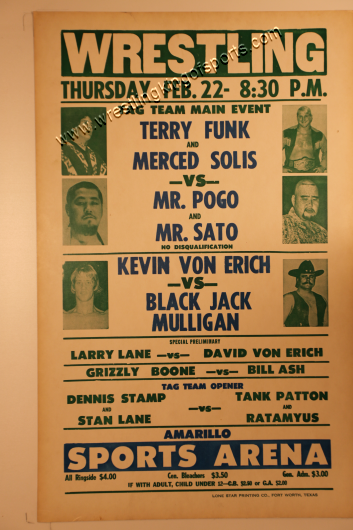 WRESTLING
www.wrestlingkingofsports.com
THURSDAY, FEB. 22- 8:30 P.M.
TAG TEAM MAIN EVENT
TERRY FUNK
AND
MERCED SOLIS
—VS—
MR. POGO
AND
MR. SATO
NO DISQUALIFICATION
KEVIN VON ERICH
—VS—
BLACK JACK
MULLIGAN
SPECIAL PRELIMINARY
LARRY LANE —vs— DAVID VON ERICH
GRIZZLY BOONE —vs— BILL ASH
TAG TEAM OPENER
DENNIS STAMP
AND
STAN LANE
—vs—
TANK PATTON
AND
RATAMYUS
AMARILLO
SPORTS ARENA
All Ringside $4.00 Cen. Bleachers $3.50 Gen. Adm. $3.00
IF WITH ADULT, CHILD UNDER 12—C.B. $2.50 or G.A. $2.00
LONE STAR PRINTING CO., FORT WORTH, TEXAS